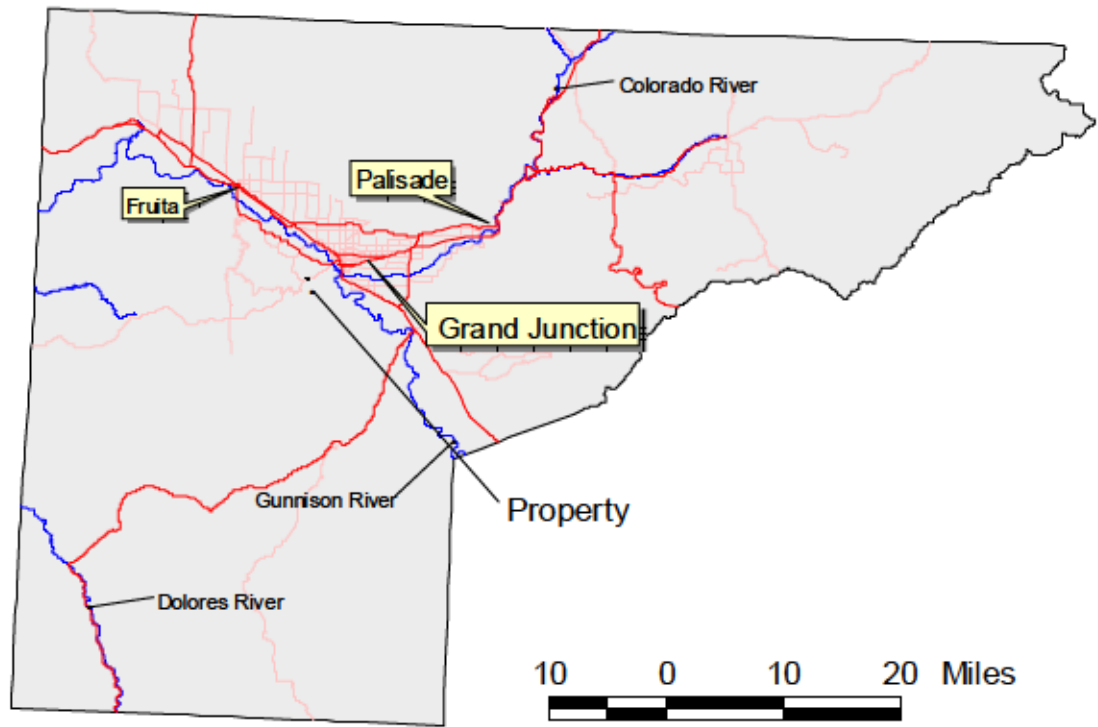 Colorado River
Palisade
Fruita
Grand Junction
Gunnison River
Property
Dolores River
10 0 10 20 Miles